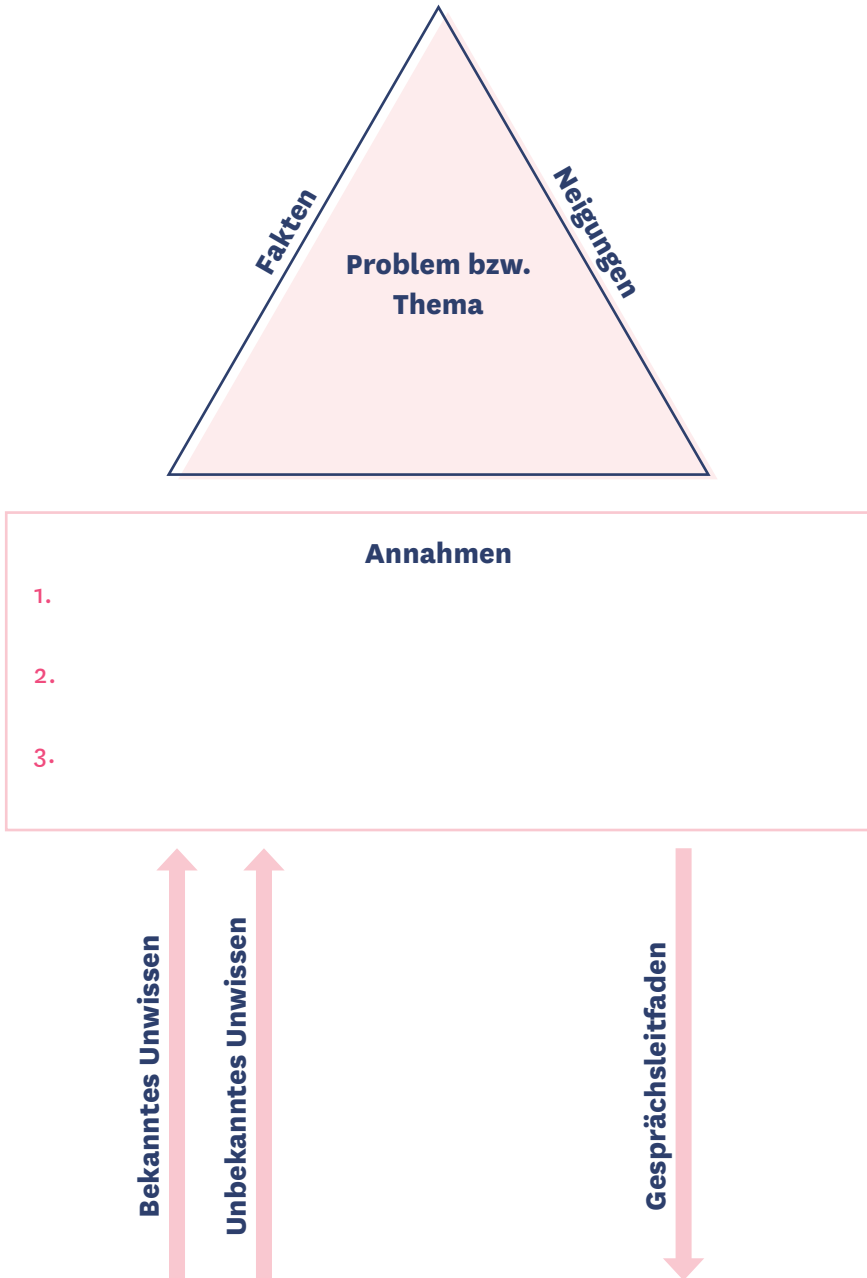 Fakten
Neigungen
Problem bzw.
Thema
Annahmen
1.
2.
3.
Bekanntes Unwissen
Unbekanntes Unwissen
Gesprächsleitfaden